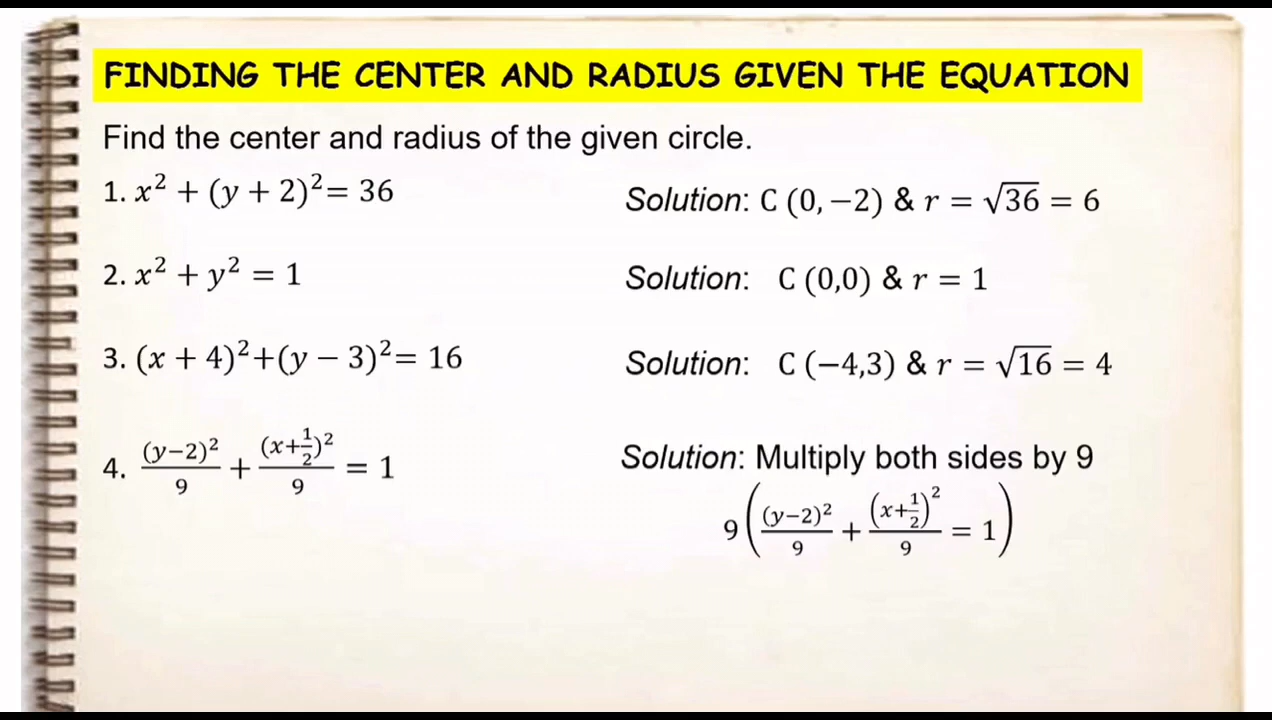 FINDING THE CENTER AND RADIUS GIVEN THE EQUATION
Find the center and radius of the given circle.
1. x² + (y + 2)²= 36
Solution: C (0, −2) & r = √36 = 6
2. x² + y² = 1
Solution: C (0,0) & r = 1
3. (x + 4)²+(y − 3)²= 16
Solution: C (−4,3) & r = √16 = 4
4. (y−2)²/9 + (x+1/2)²/9 = 1
Solution: Multiply both sides by 9
9((y−2)²/9 + (x+1/2)²/9 = 1)